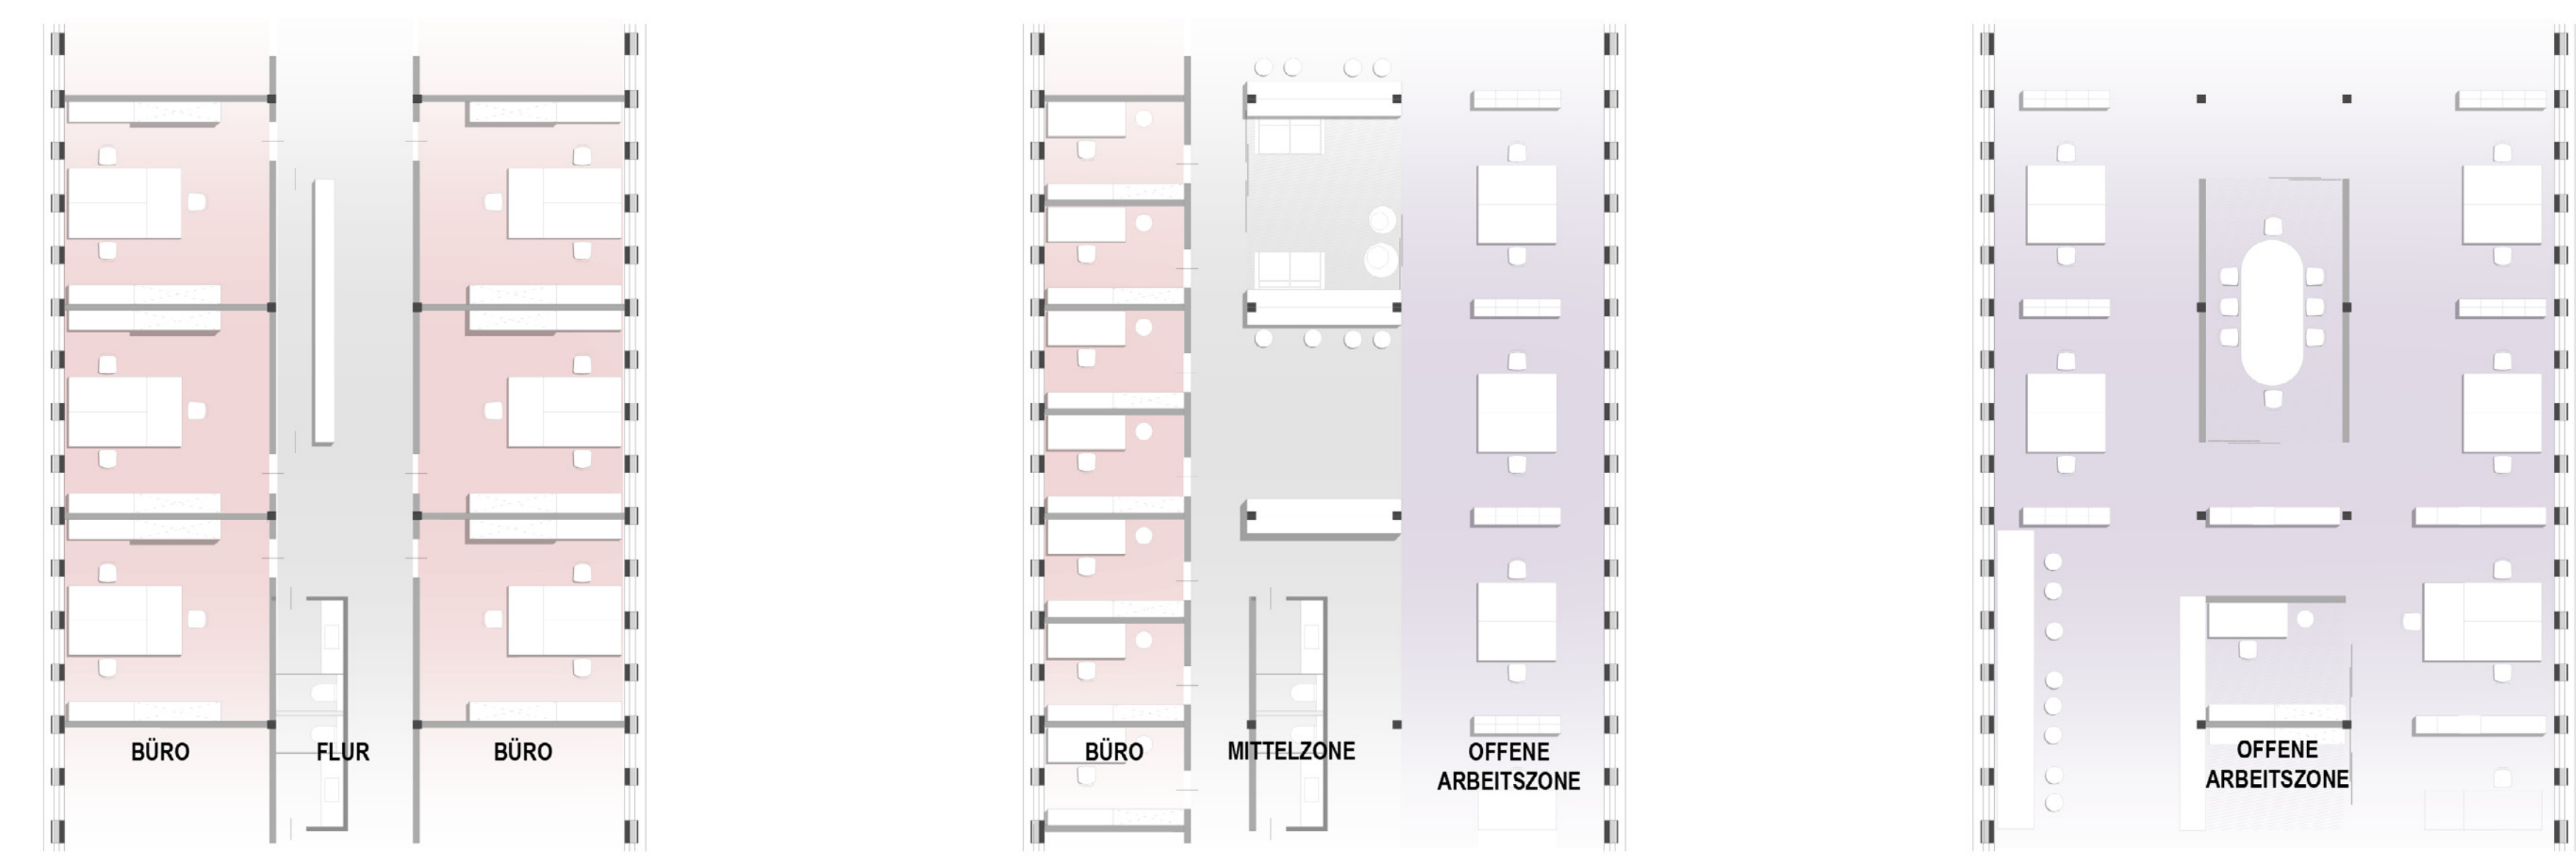 BÜRO
FLUR
BÜRO
BÜRO
MITTELZONE
OFFENE
ARBEITSZONE
OFFENE
ARBEITSZONE